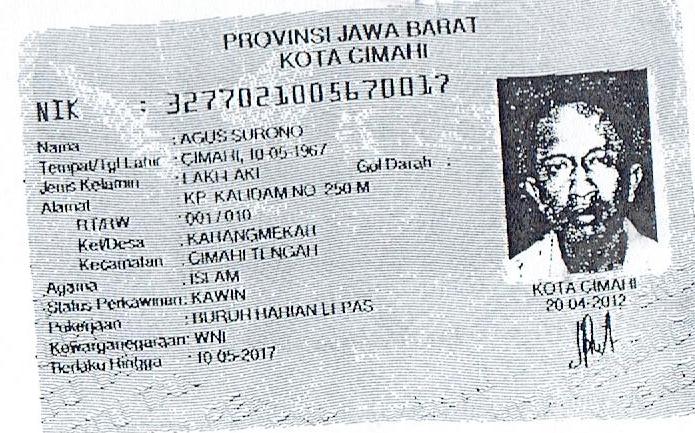 PROVINSI JAWA BARAT
KOTA CIMAHI
NIK : 3277021005670017
Nama : AGUS SURONO
Tempat/Tgl Lahir : CIMAHI, 10-05-1967
Jenis Kelamin : LAKI-LAKI Gol Darah :
Alamat : KP. KALIDAM NO. 250 M
RT/RW : 001/010
Kel/Desa : KARANGMEKAR
Kecamatan : CIMAHI TENGAH
Agama : ISLAM
Status Perkawinan: KAWIN
Pekerjaan : BURUH HARIAN LEPAS
Kewarganegaraan: WNI
Berlaku Hingga : 10-05-2017
KOTA CIMAHI
20-04-2012